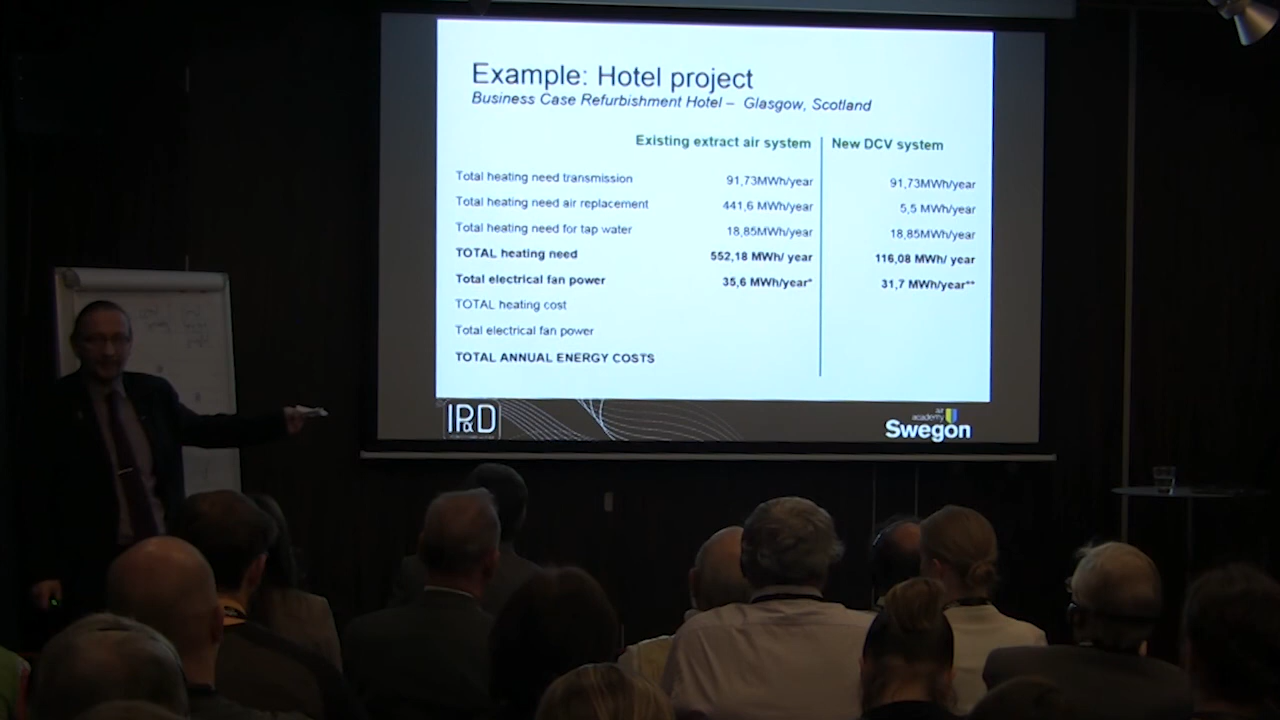 Example: Hotel project
Business Case Refurbishment Hotel – Glasgow, Scotland
Existing extract air system New DCV system
Total heating need transmission 91,73MWh/year 91,73MWh/year
Total heating need air replacement 441,6 MWh/year 5,5 MWh/year
Total heating need for tap water 18,85MWh/year 18,85MWh/year
TOTAL heating need 552,18 MWh/ year 116,08 MWh/ year
Total electrical fan power 35,6 MWh/year* 31,7 MWh/year**
TOTAL heating cost
Total electrical fan power
TOTAL ANNUAL ENERGY COSTS
IP&D
air
academy
Swegon